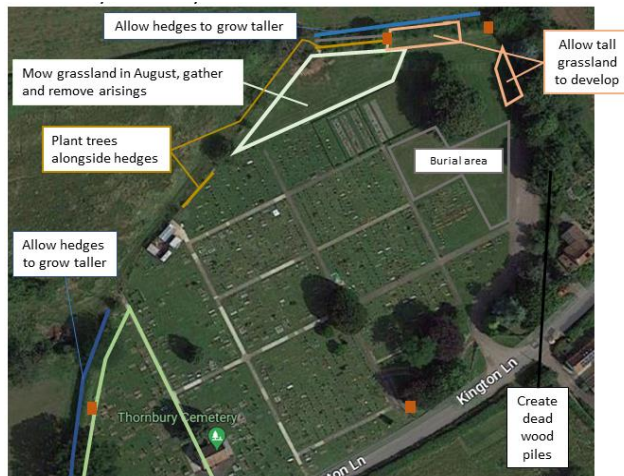 Allow hedges to grow taller
Allow tall
grassland
to develop
Mow grassland in August, gather
and remove arisings
Plant trees
alongside hedges
Burial area
Allow hedges
to grow taller
Kington Ln
Thornbury Cemetery
Create
dead
wood
piles